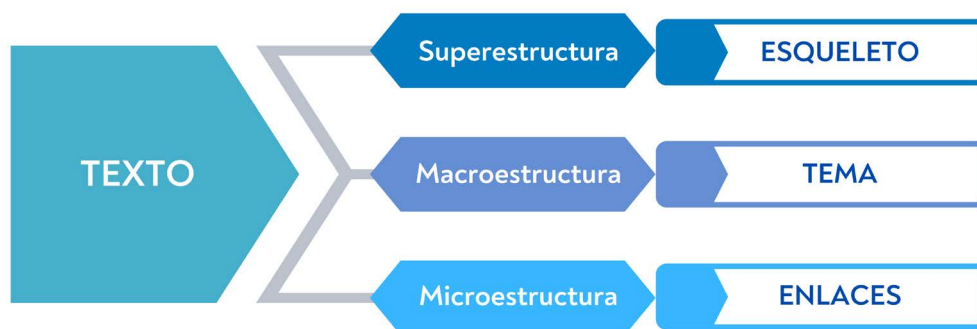 TEXTO
Superestructura
ESQUELETO
Macroestructura
TEMA
Microestructura
ENLACES